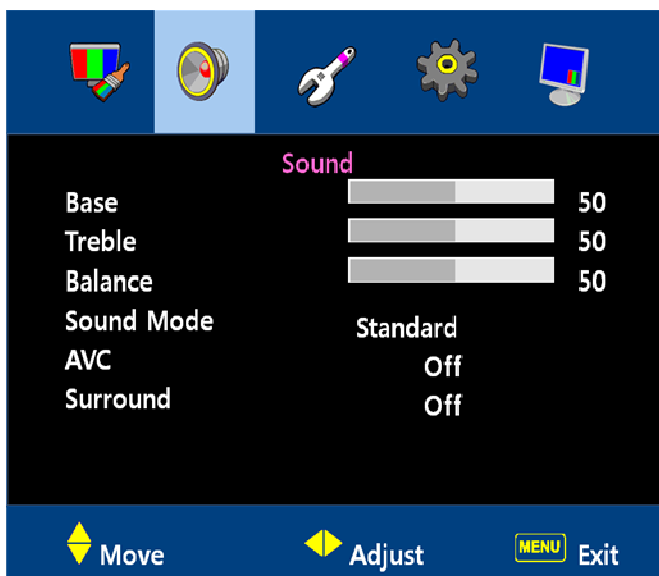 Sound
Base 50
Treble 50
Balance 50
Sound Mode Standard
AVC Off
Surround Off
Move Adjust MENU Exit